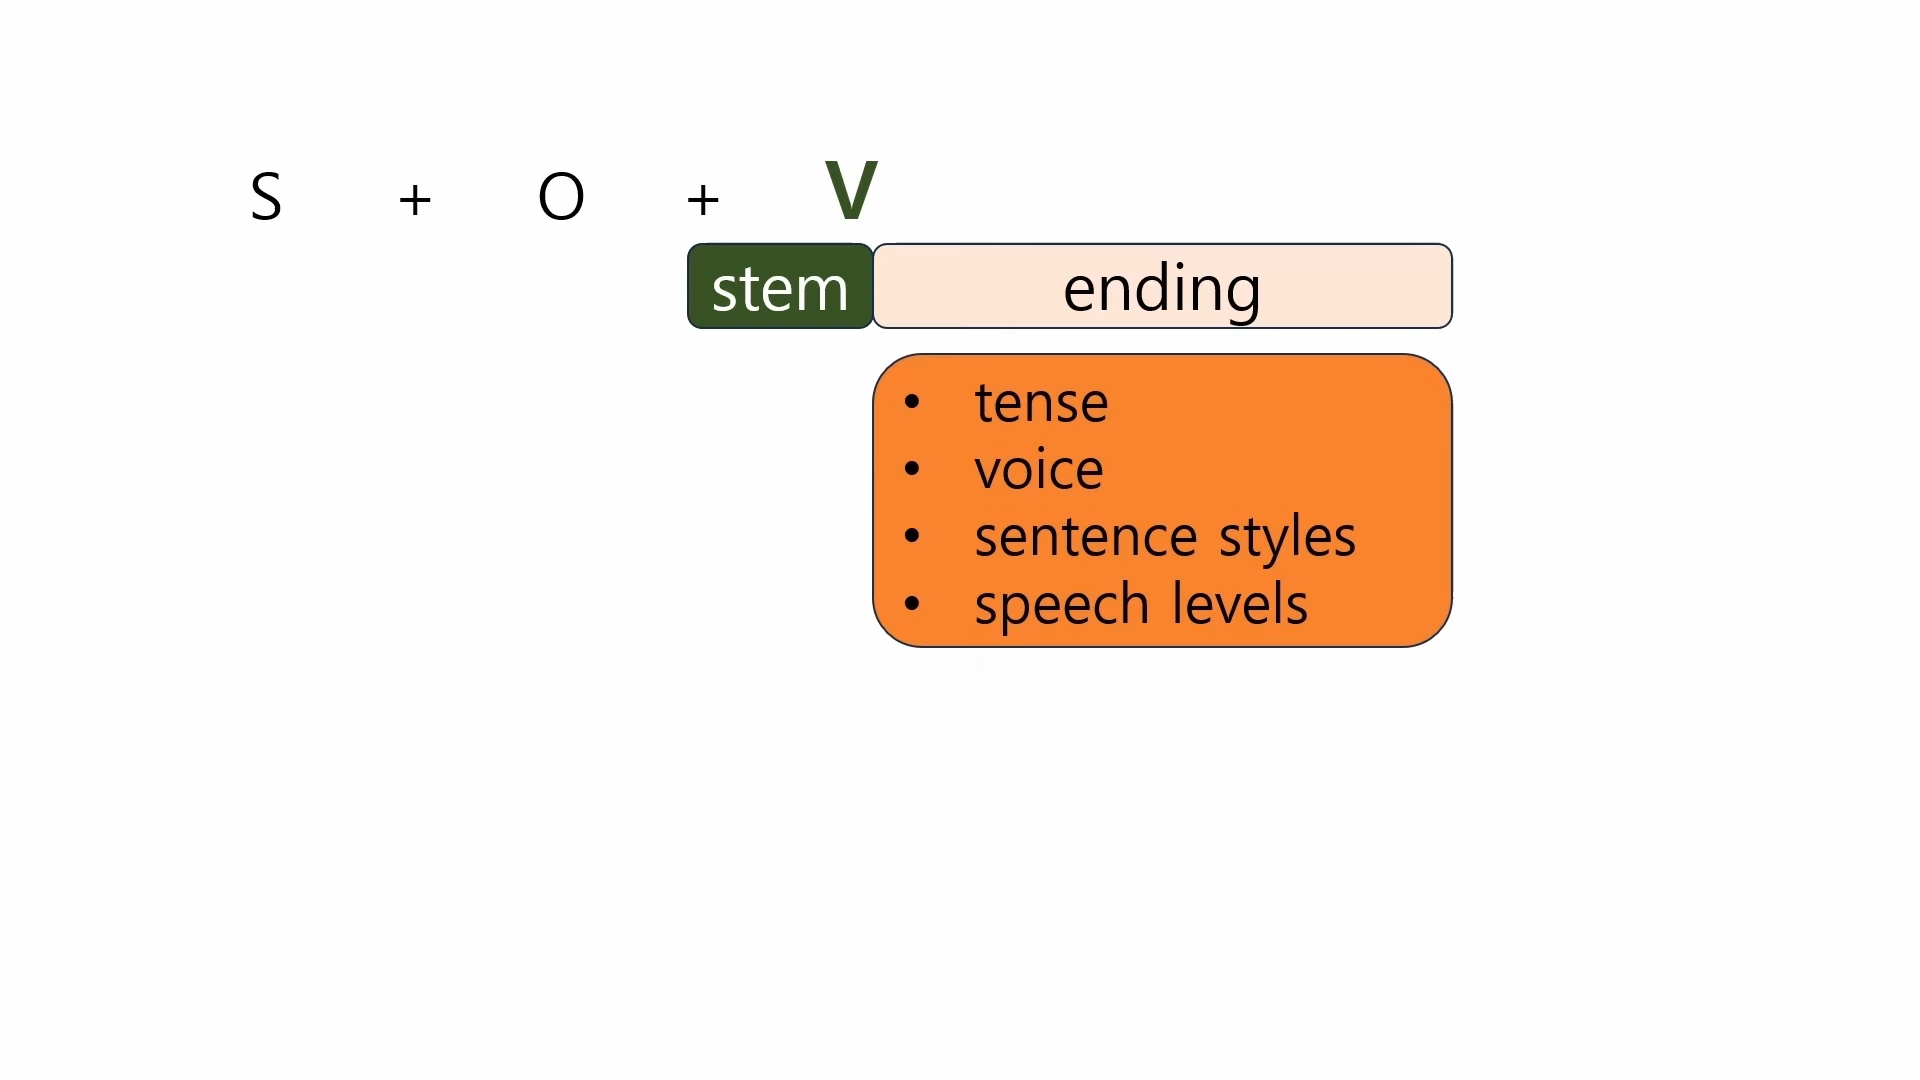 S + O + V
stem ending
• tense
• voice
• sentence styles
• speech levels